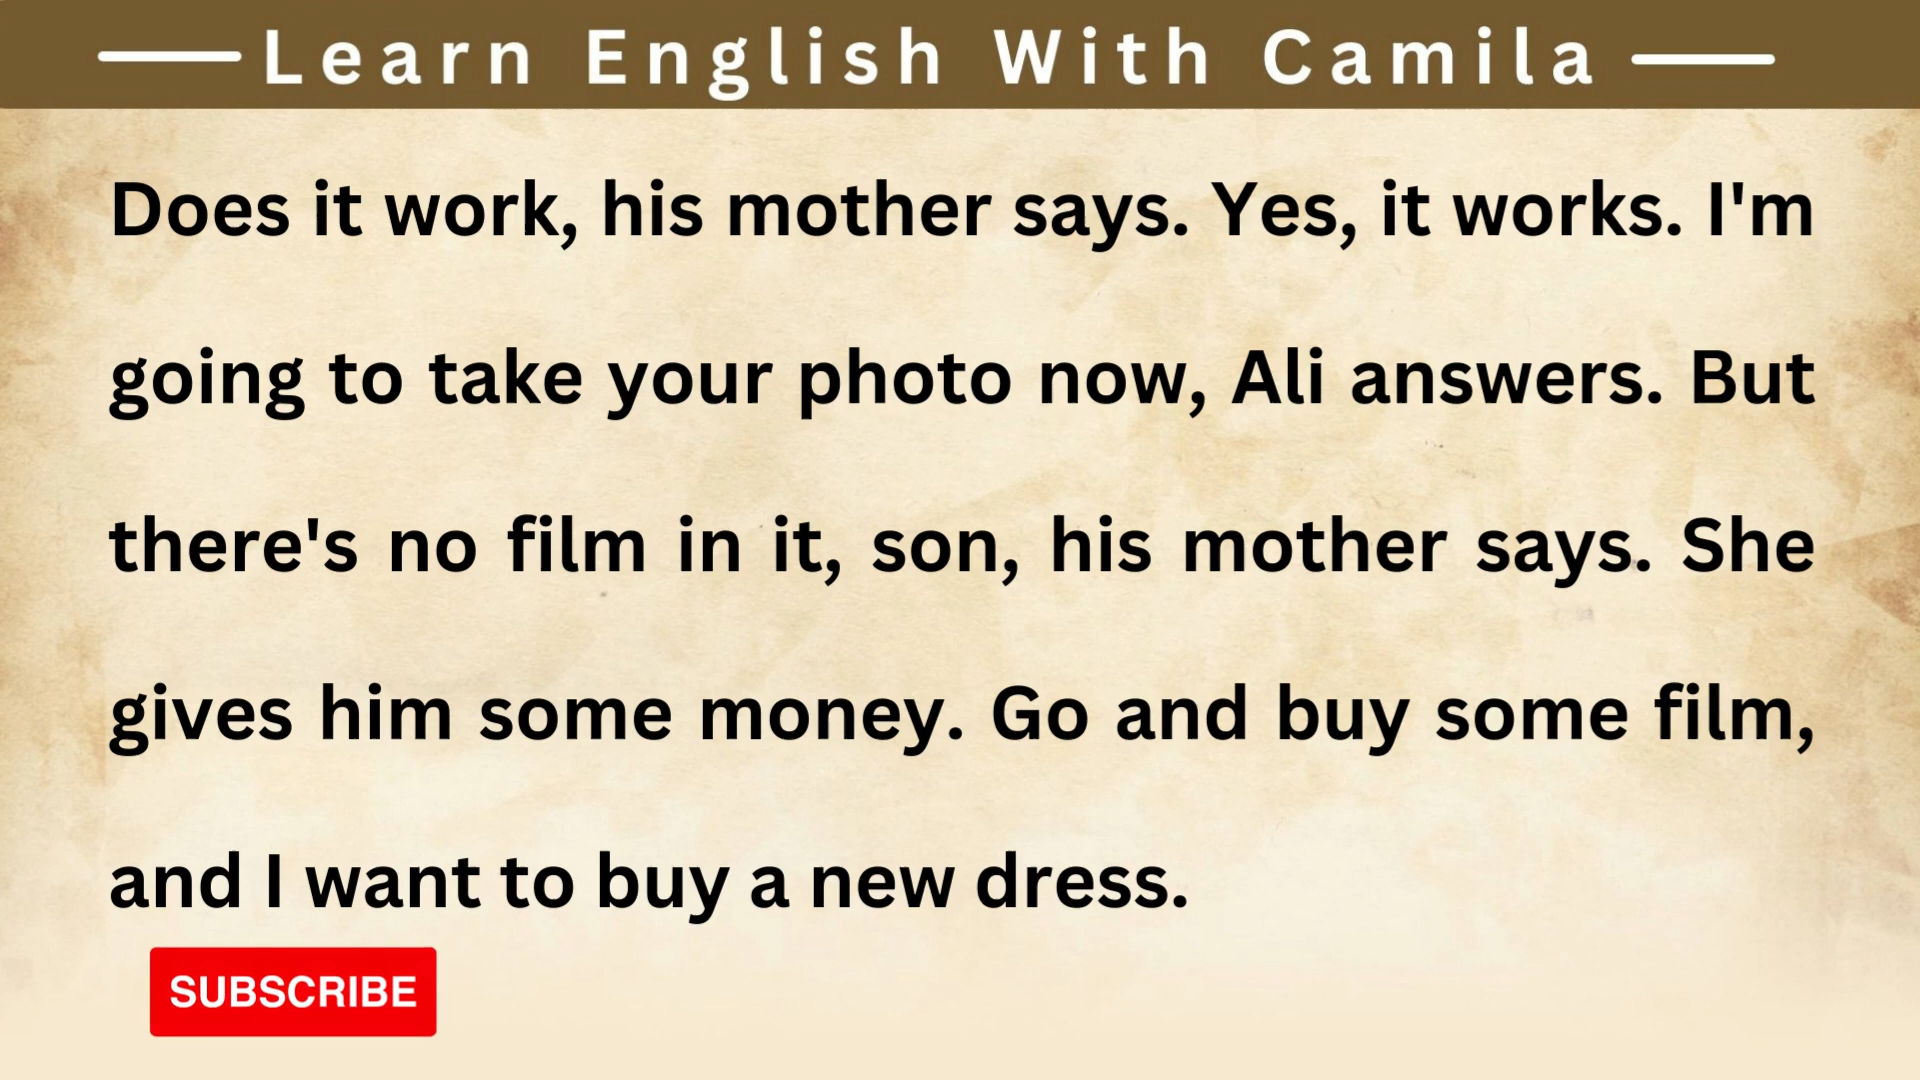 Learn English With Camila
Does it work, his mother says. Yes, it works. I'm
going to take your photo now, Ali answers. But
there's no film in it, son, his mother says. She
gives him some money. Go and buy some film,
and I want to buy a new dress.
SUBSCRIBE